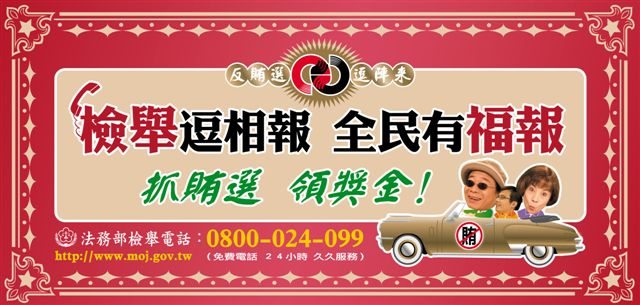 反賄選 逗陣來
檢舉逗相報 全民有福報
抓賄選 領獎金!
賄
法務部檢舉電話：0800-024-099
http://www.moj.gov.tw (免費電話 24小時 久久服務)